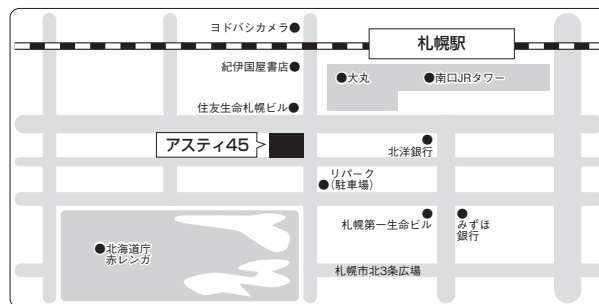 ヨドバシカメラ
札幌駅
紀伊国屋書店
大丸
南口JRタワー
住友生命札幌ビル
アスティ45
北洋銀行
リパーク
(駐車場)
札幌第一生命ビル
みずほ
銀行
北海道庁
赤レンガ
札幌市北3条広場